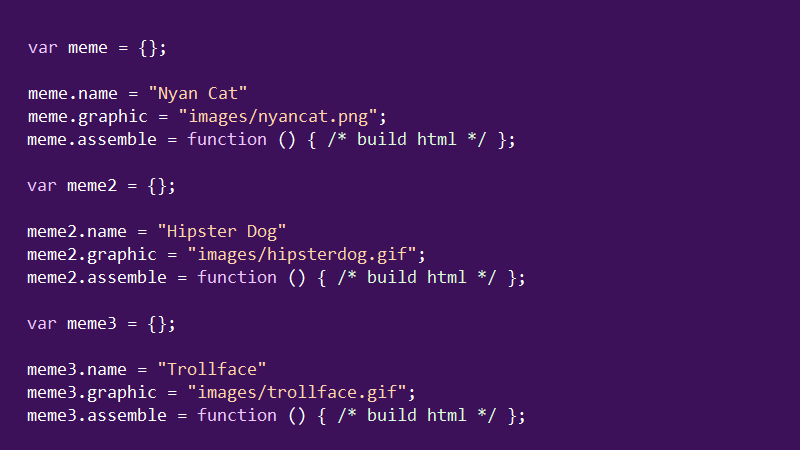 var meme = {};
meme.name = "Nyan Cat"
meme.graphic = "images/nyancat.png";
meme.assemble = function () { /* build html */ };
var meme2 = {};
meme2.name = "Hipster Dog"
meme2.graphic = "images/hipsterdog.gif";
meme2.assemble = function () { /* build html */ };
var meme3 = {};
meme3.name = "Trollface"
meme3.graphic = "images/trollface.gif";
meme3.assemble = function () { /* build html */ };